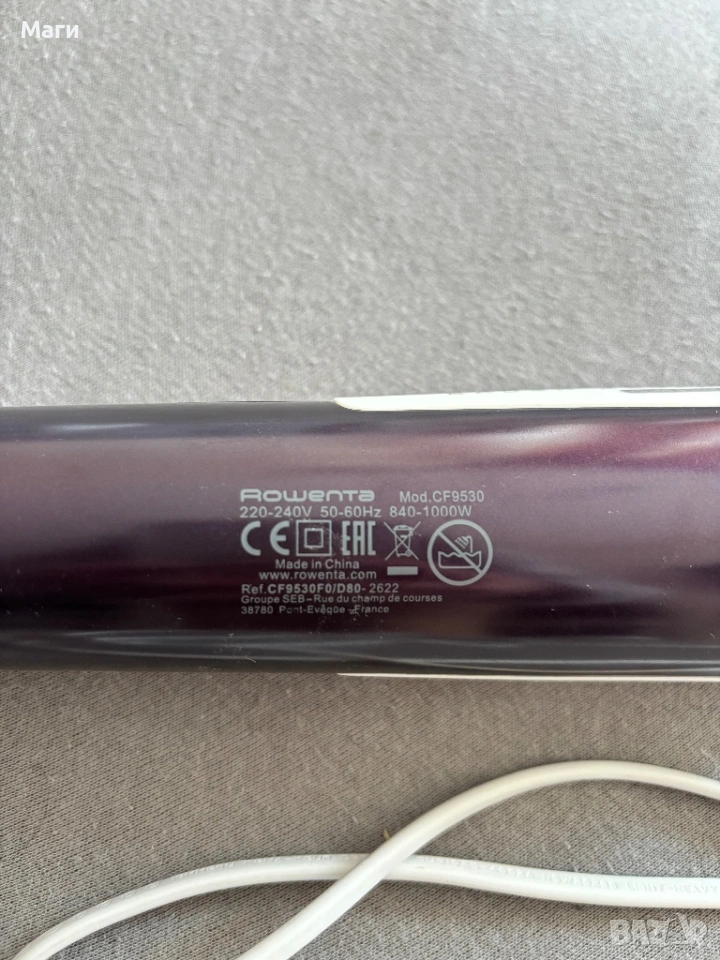 Маги
Rowenta Mod.CF9530
220-240V 50-60Hz 840-1000W
CE EAC
Made in China
www.rowenta.com
Ref.CF9530F0/D80-2622
Groupe SEB-Rue du champ de courses
38780 Pont-Evêque-France
BAZAR